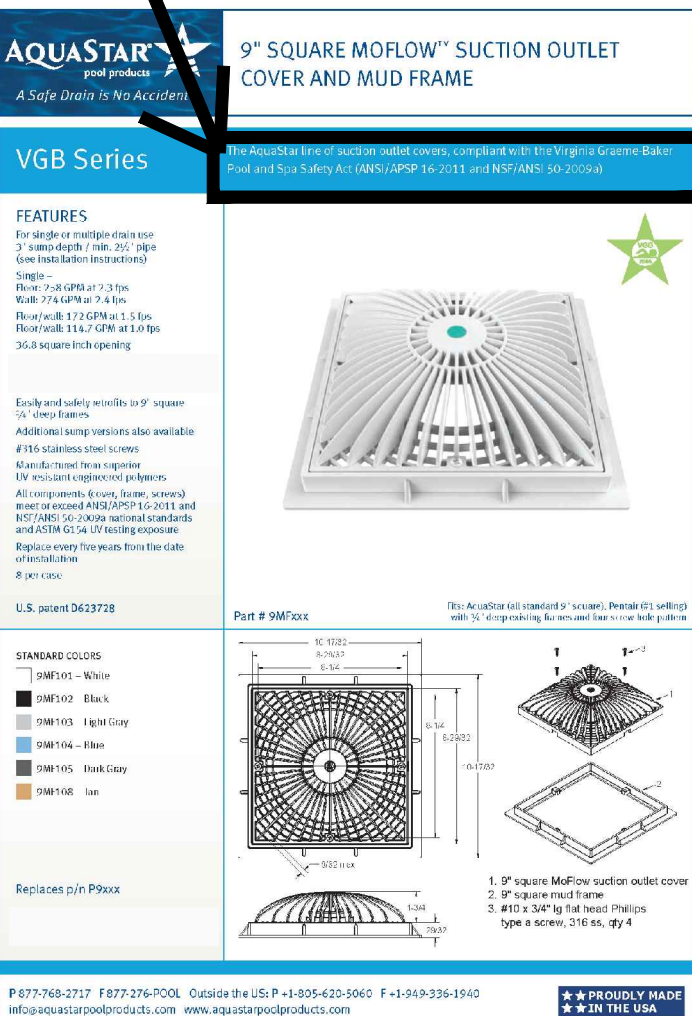 AQUASTAR
pool products
A Safe Drain is No Accident
9" SQUARE MOFLOW™ SUCTION OUTLET
COVER AND MUD FRAME
VGB Series
The AquaStar line of suction outlet covers, compliant with the Virginia Graeme-Baker
Pool and Spa Safety Act (ANSI/APSP 16-2011 and NSF/ANSI 50-2009a)
FEATURES
For single or multiple drain use
3" sump depth / min. 2½" pipe
(see installation instructions)
Single –
Floor: 258 GPM at 2.3 fps
Wall: 274 GPM at 2.4 fps
Floor/wall: 172 GPM at 1.5 fps
Floor/wall: 114.7 GPM at 1.0 fps
36.8 square inch opening
Easily and safely retrofits to 9" square
¾" deep frames
Additional sump versions also available
#316 stainless steel screws
Manufactured from superior
UV resistant engineered polymers
All components (cover, frame, screws)
meet or exceed ANSI/APSP 16-2011 and
NSF/ANSI 50-2009a national standards
and ASTM G154 UV testing exposure
Replace every five years from the date
of installation
8 per case
U.S. patent D623728
VGB
Part # 9MFxxx
Fits: AquaStar (all standard 9" square), Pentair (#1 selling)
with ¾" deep existing frames and four screw hole pattern
STANDARD COLORS
9MF101 – White
9MF102 Black
9MF103 Light Gray
9MF104 – Blue
9MF105 Dark Gray
9MF108 Tan
Replaces p/n P9xxx
10-17/32
8-29/32
8-1/4
8-1/4
8-29/32
10-17/32
9/32 max
1-3/4
29/32
3
1
2
1. 9" square MoFlow suction outlet cover
2. 9" square mud frame
3. #10 x 3/4" lg flat head Phillips
type a screw, 316 ss, qty 4
P 877-768-2717 F 877-276-POOL Outside the US: P +1-805-620-5060 F +1-949-336-1940
info@aquastarpoolproducts.com www.aquastarpoolproducts.com
PROUDLY MADE
IN THE USA